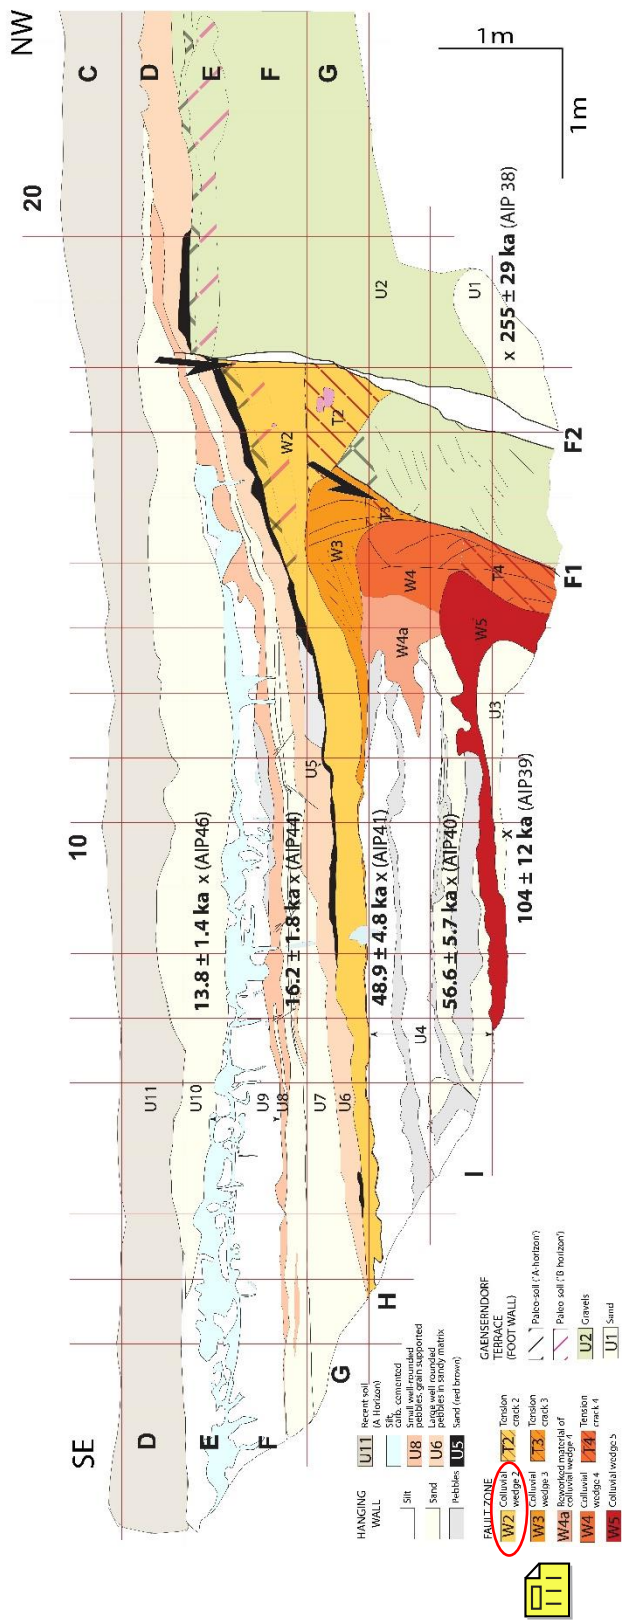 SE
NW
10
20
C
D
E
F
G
D
E
F
G
H
I
U11
U10
U9
U8
U7
U6
U5
U4
U3
U2
U1
W2
T2
W3
T3
W4
T4
W4a
W5
F1
F2
13.8 ± 1.4 ka x (AIP46)
16.2 ± 1.8 ka x (AIP44)
48.9 ± 4.8 ka x (AIP41)
56.6 ± 5.7 ka x (AIP40)
x
104 ± 12 ka (AIP39)
x 255 ± 29 ka (AIP 38)
1m
1m
HANGING
WALL
Silt
Sand
Pebbles
U11 Recent soil
(A Horizon)
Silt,
carb. cemented
U8 Small well-rounded
pebbles, grain supported
U6 Large well rounded
pebbles in sandy matrix
U5 Sand (red brown)
FAULT ZONE
W2 Colluvial
wedge 2
W3 Colluvial
wedge 3
W4a Reworked material of
colluvial wedge 4
W4 Colluvial
wedge 4
W5 Colluvial wedge 5
T2 Tension
crack 2
T3 Tension
crack 3
T4 Tension
crack 4
GAENSERNDORF
TERRACE
(FOOT WALL)
Paleo-soil ('A-horizon')
Paleo soil ('B horizon')
U2 Gravels
U1 Sand